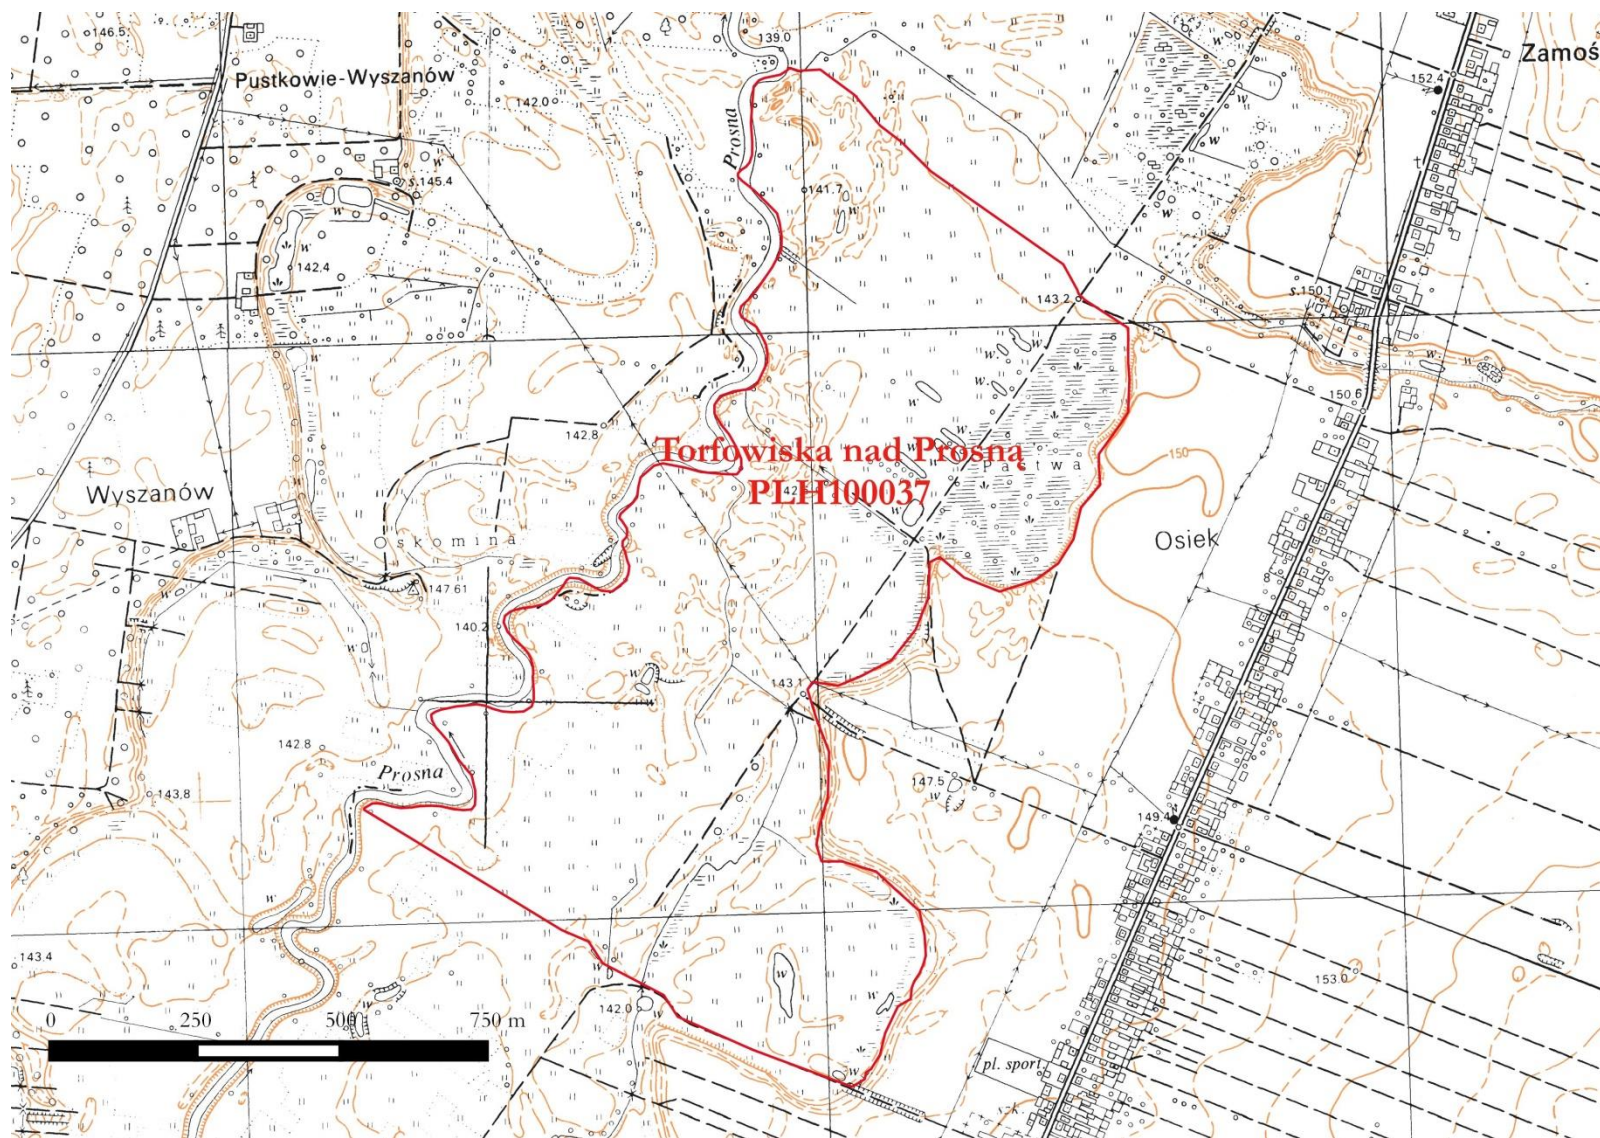 146.5
139.0
Zamoś
Pustkowie-Wyszanów
152.4
142.0
w
Prosna
w
w
w
s.145.4
141.7
w
w
w
w
142.4
143.2
s.150.1
w
w
w.
w.
w
w.
w
150.6
142.8
w
w.
Torfowiska nad Prosną
Pastwa
150
PLH100037
Wyszanów
w
w
Oskomina
Osiek
147.61
w
140.2
w
w
143.1
142.8
Prosna
147.5
w
143.8
149.4
w
143.4
w
w
153.0
w
w
142.0
w
0 250 500 750 m
w
pl. sport.
sz.k.